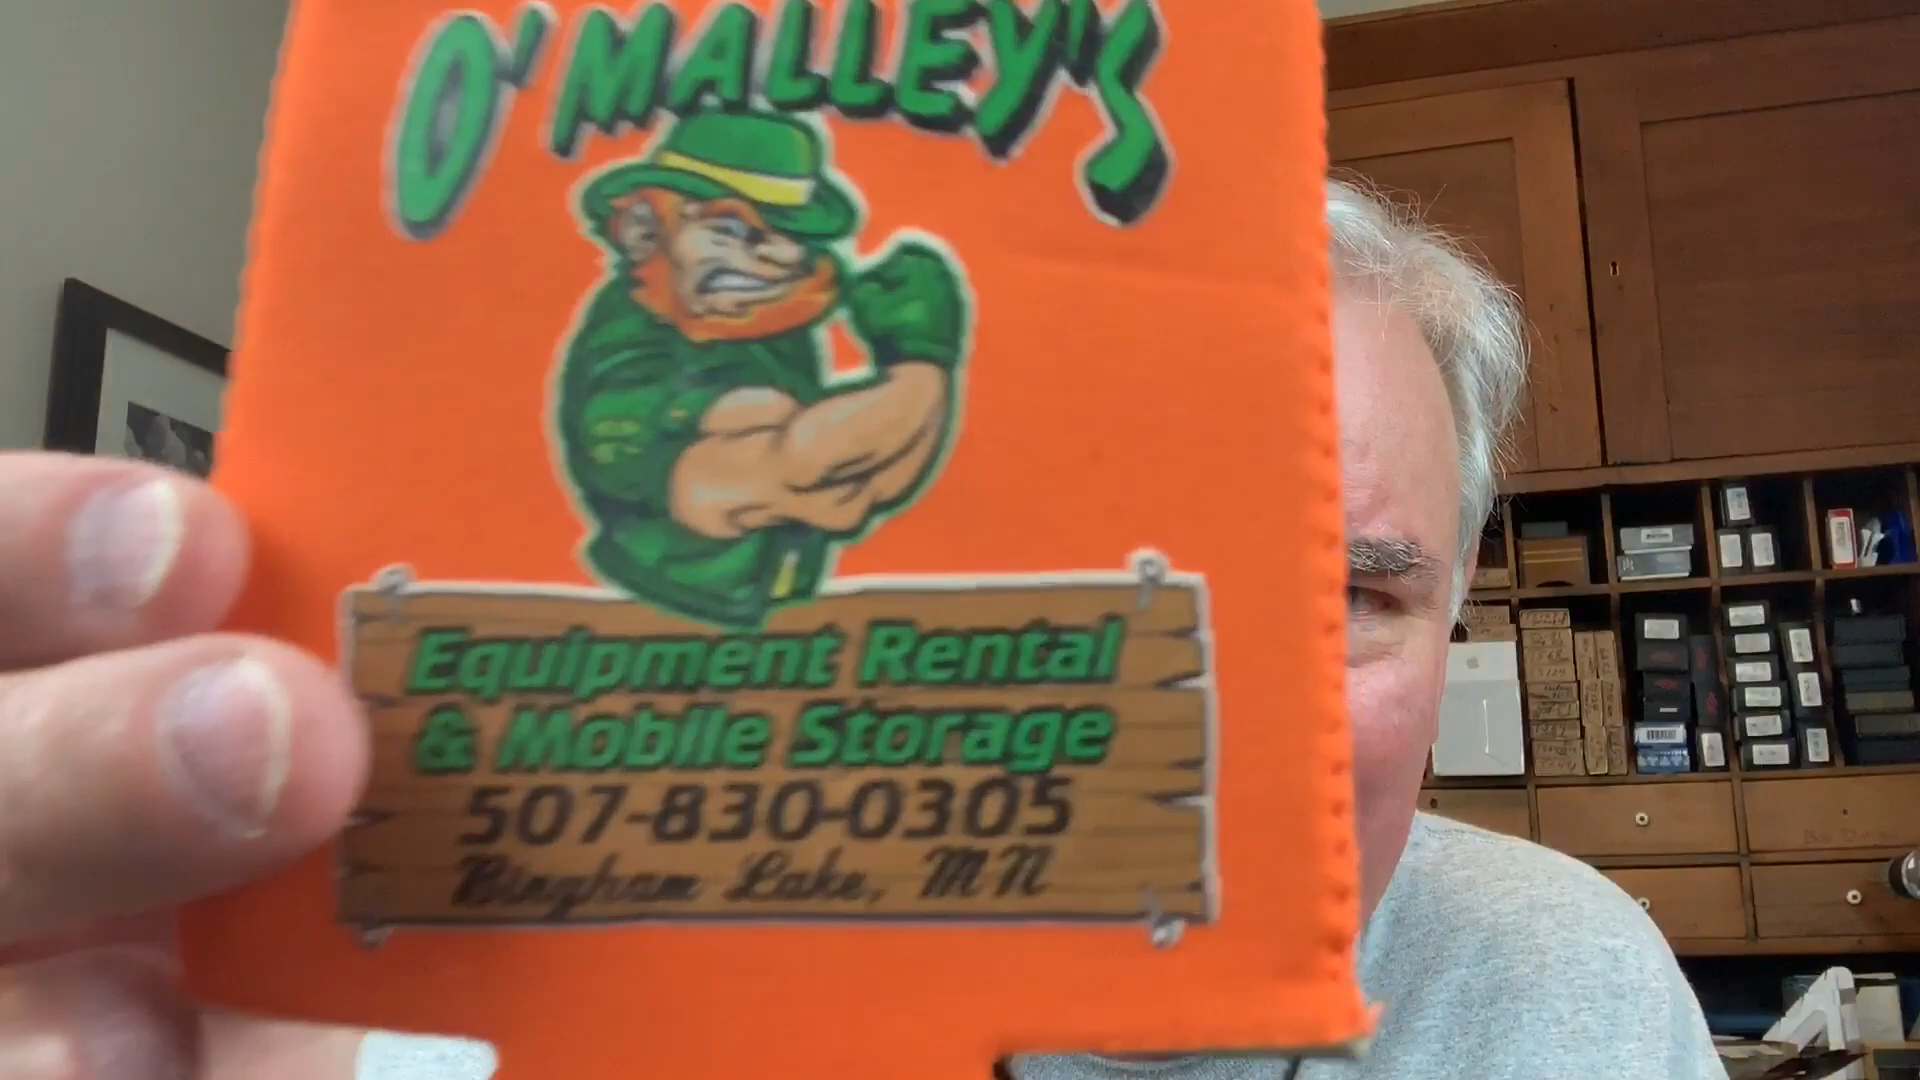 O'MALLEY'S
Equipment Rental
& Mobile Storage
507-830-0305
Bingham Lake, MN